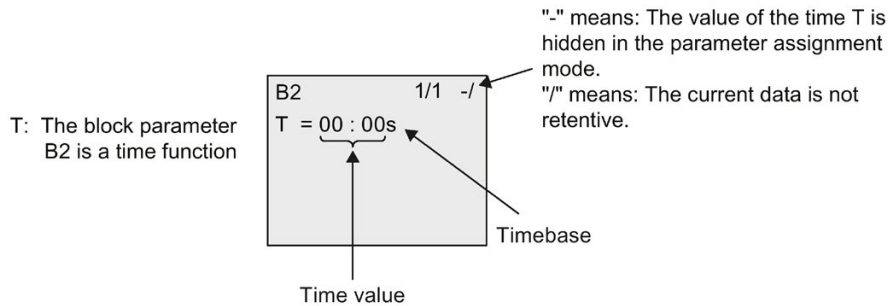 "-" means: The value of the time T is
hidden in the parameter assignment
mode.
"/" means: The current data is not
retentive.
B2 1/1 -/
T: The block parameter
B2 is a time function
T = 00 : 00s
Timebase
Time value